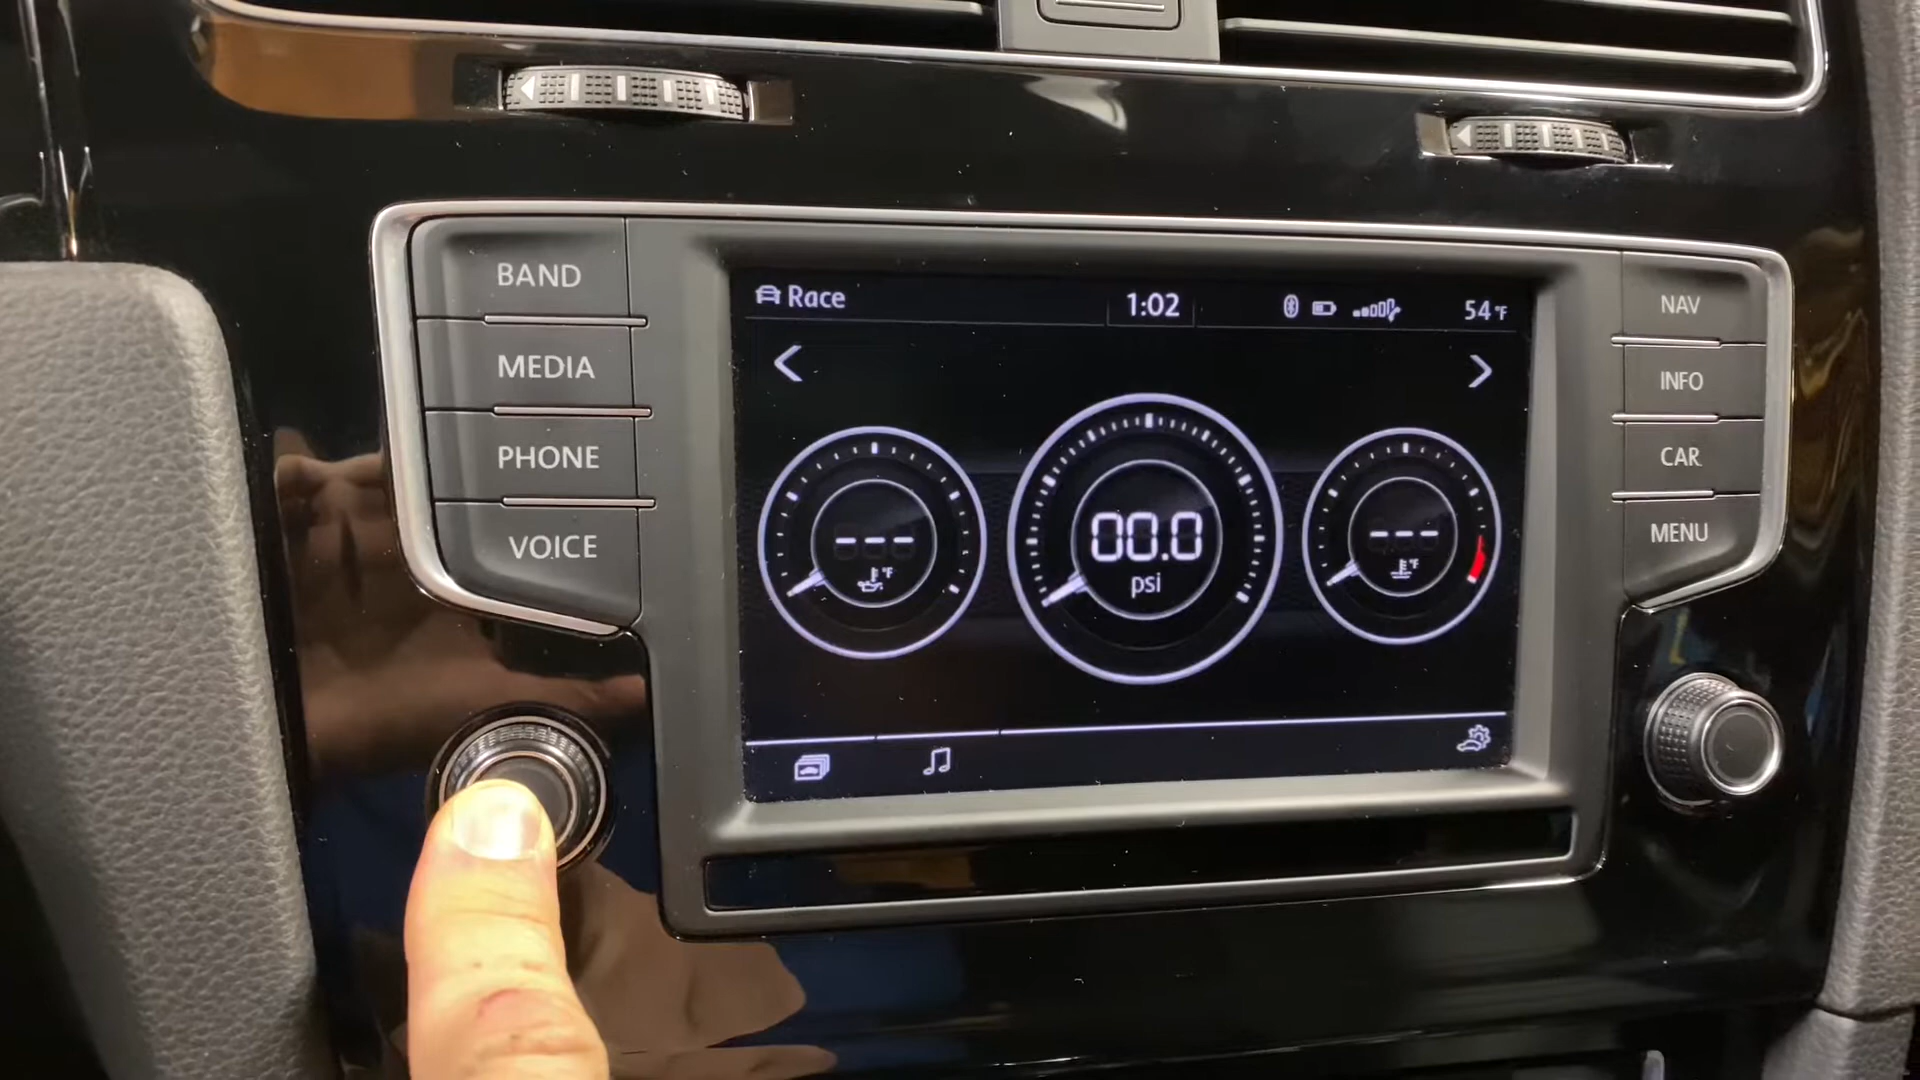 BAND
MEDIA
PHONE
VOICE
Race
1:02
54°F
---
°F
00.0
psi
---
°F
NAV
INFO
CAR
MENU